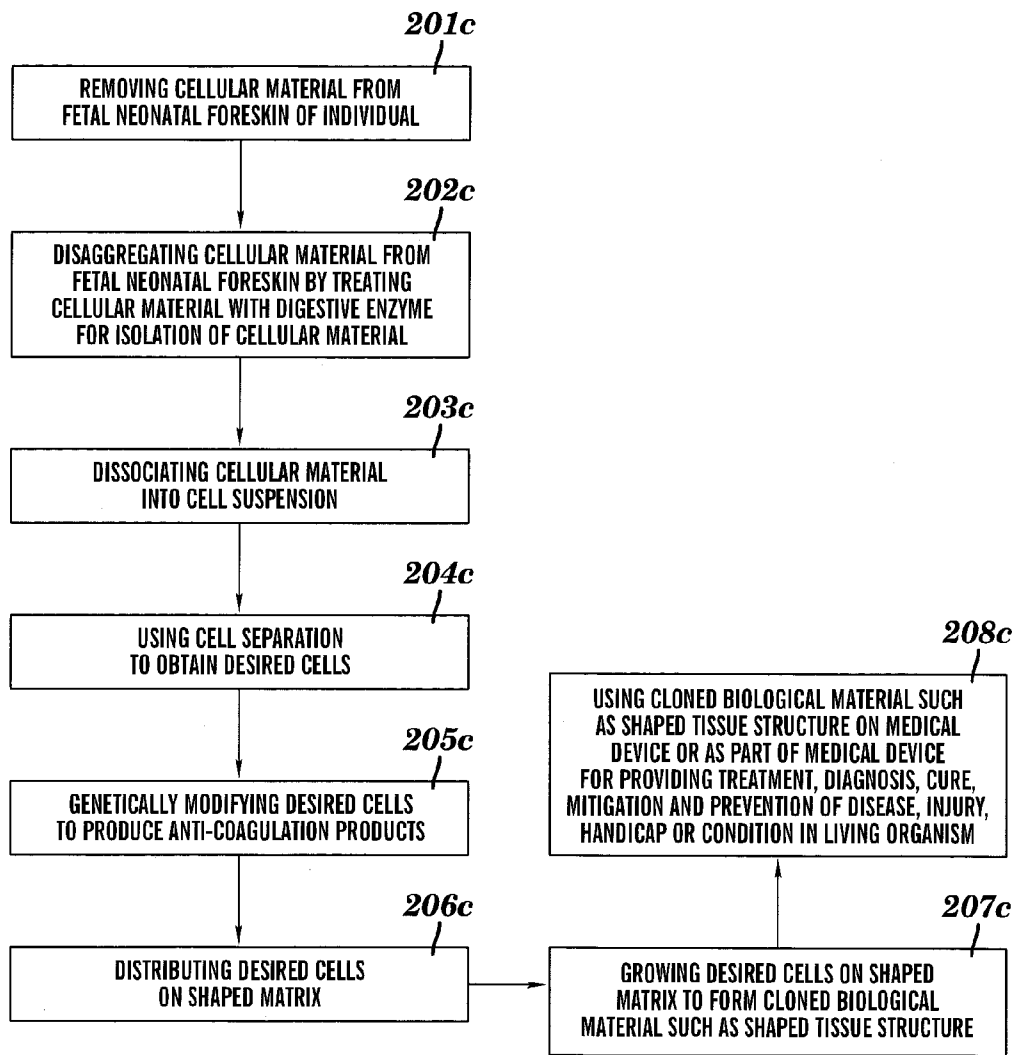 201c
REMOVING CELLULAR MATERIAL FROM
FETAL NEONATAL FORESKIN OF INDIVIDUAL
202c
DISAGGREGATING CELLULAR MATERIAL FROM
FETAL NEONATAL FORESKIN BY TREATING
CELLULAR MATERIAL WITH DIGESTIVE ENZYME
FOR ISOLATION OF CELLULAR MATERIAL
203c
DISSOCIATING CELLULAR MATERIAL
INTO CELL SUSPENSION
204c
USING CELL SEPARATION
TO OBTAIN DESIRED CELLS
205c
GENETICALLY MODIFYING DESIRED CELLS
TO PRODUCE ANTI-COAGULATION PRODUCTS
206c
DISTRIBUTING DESIRED CELLS
ON SHAPED MATRIX
207c
GROWING DESIRED CELLS ON SHAPED
MATRIX TO FORM CLONED BIOLOGICAL
MATERIAL SUCH AS SHAPED TISSUE STRUCTURE
208c
USING CLONED BIOLOGICAL MATERIAL SUCH
AS SHAPED TISSUE STRUCTURE ON MEDICAL
DEVICE OR AS PART OF MEDICAL DEVICE
FOR PROVIDING TREATMENT, DIAGNOSIS, CURE,
MITIGATION AND PREVENTION OF DISEASE, INJURY,
HANDICAP OR CONDITION IN LIVING ORGANISM